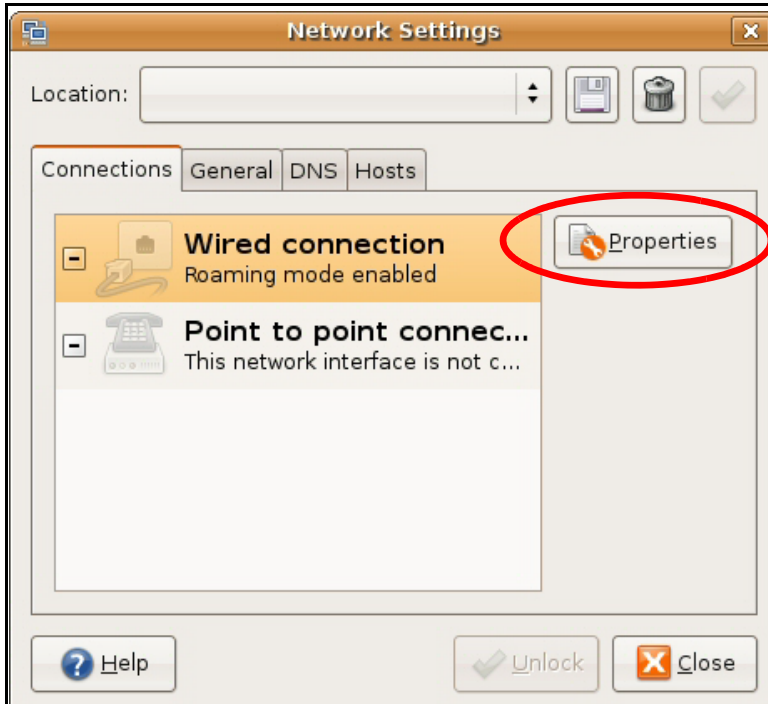 Network Settings
Location:
Connections General DNS Hosts
Wired connection
Roaming mode enabled
Properties
Point to point connec...
This network interface is not c...
Help Unlock Close